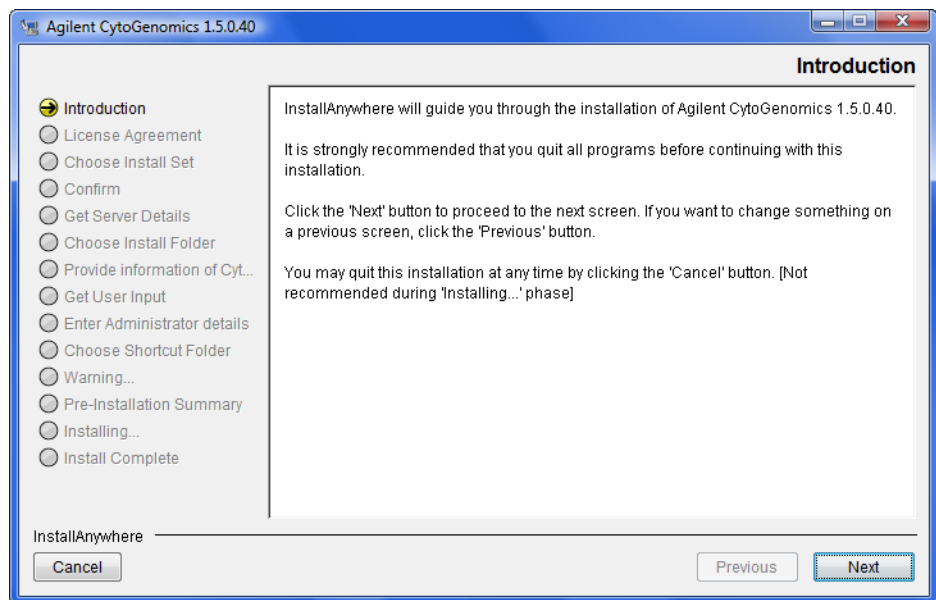 Agilent CytoGenomics 1.5.0.40
Introduction
Introduction
License Agreement
Choose Install Set
Confirm
Get Server Details
Choose Install Folder
Provide information of Cyt...
Get User Input
Enter Administrator details
Choose Shortcut Folder
Warning...
Pre-Installation Summary
Installing...
Install Complete
InstallAnywhere will guide you through the installation of Agilent CytoGenomics 1.5.0.40.
It is strongly recommended that you quit all programs before continuing with this
installation.
Click the 'Next' button to proceed to the next screen. If you want to change something on
a previous screen, click the 'Previous' button.
You may quit this installation at any time by clicking the 'Cancel' button. [Not
recommended during 'Installing...' phase]
InstallAnywhere
Cancel
Previous
Next